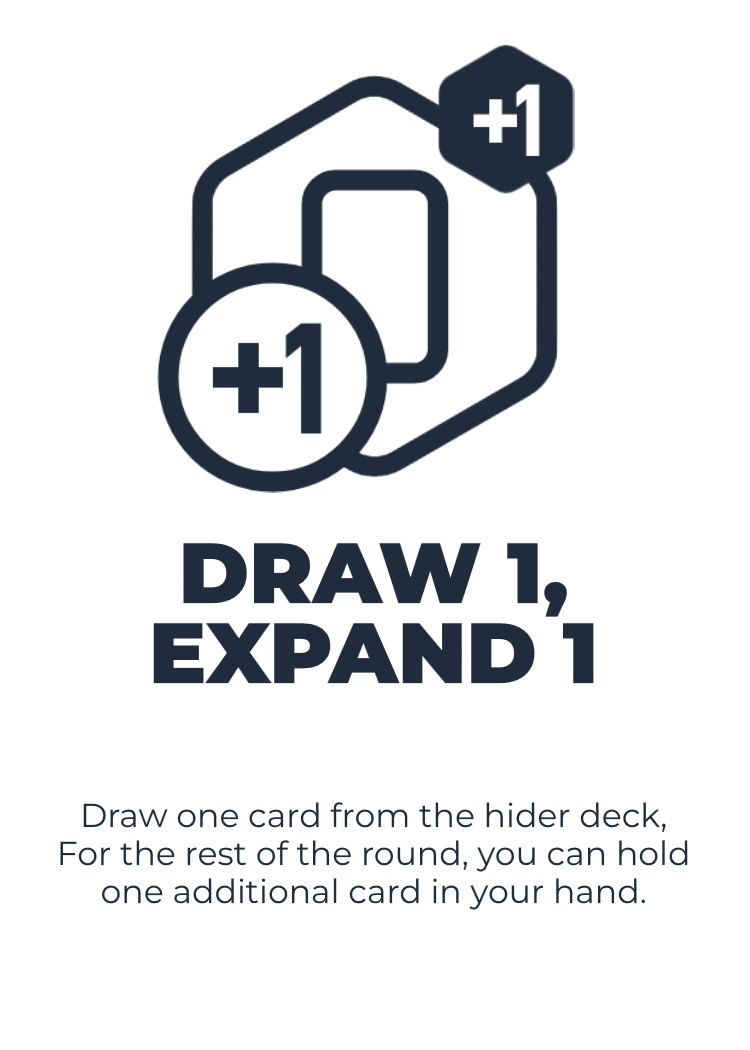 +1
+1
DRAW 1,
EXPAND 1
Draw one card from the hider deck,
For the rest of the round, you can hold
one additional card in your hand.